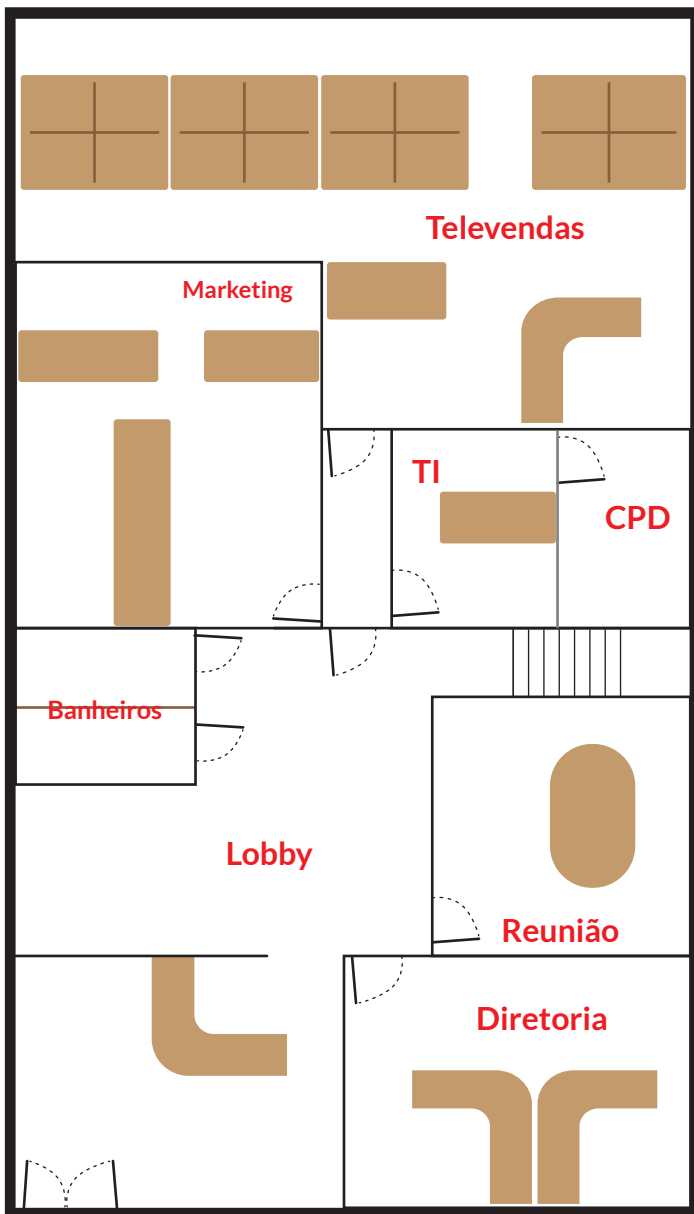 Televendas
Marketing
TI
CPD
Banheiros
Lobby
Reunião
Diretoria